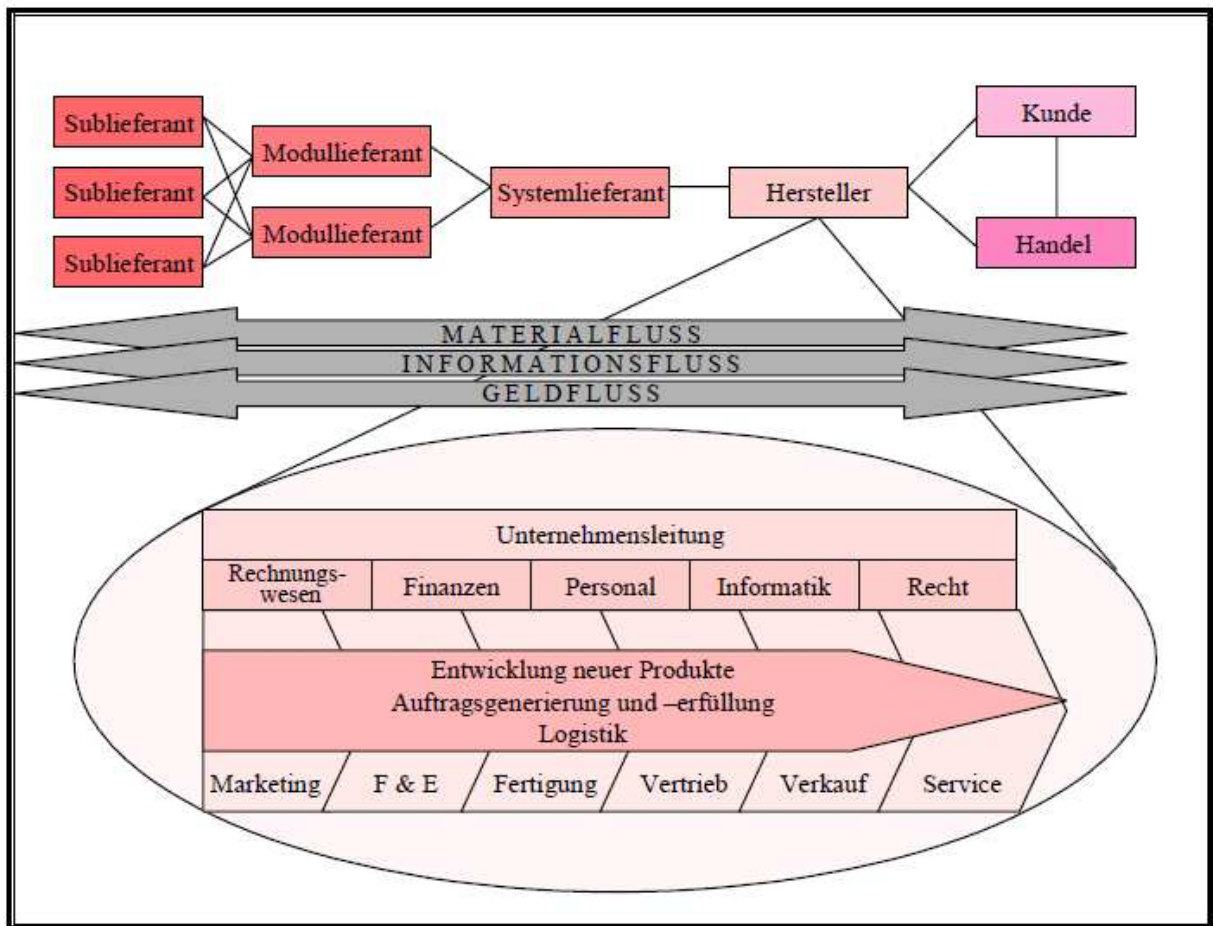 Sublieferant
Sublieferant
Sublieferant
Modullieferant
Modullieferant
Systemlieferant
Hersteller
Kunde
Handel
MATERIALFLUSS
INFORMATIONSFLUSS
GELDFLUSS
Unternehmensleitung
Rechnungs-
wesen
Finanzen
Personal
Informatik
Recht
Entwicklung neuer Produkte
Auftragsgenerierung und –erfüllung
Logistik
Marketing
F & E
Fertigung
Vertrieb
Verkauf
Service